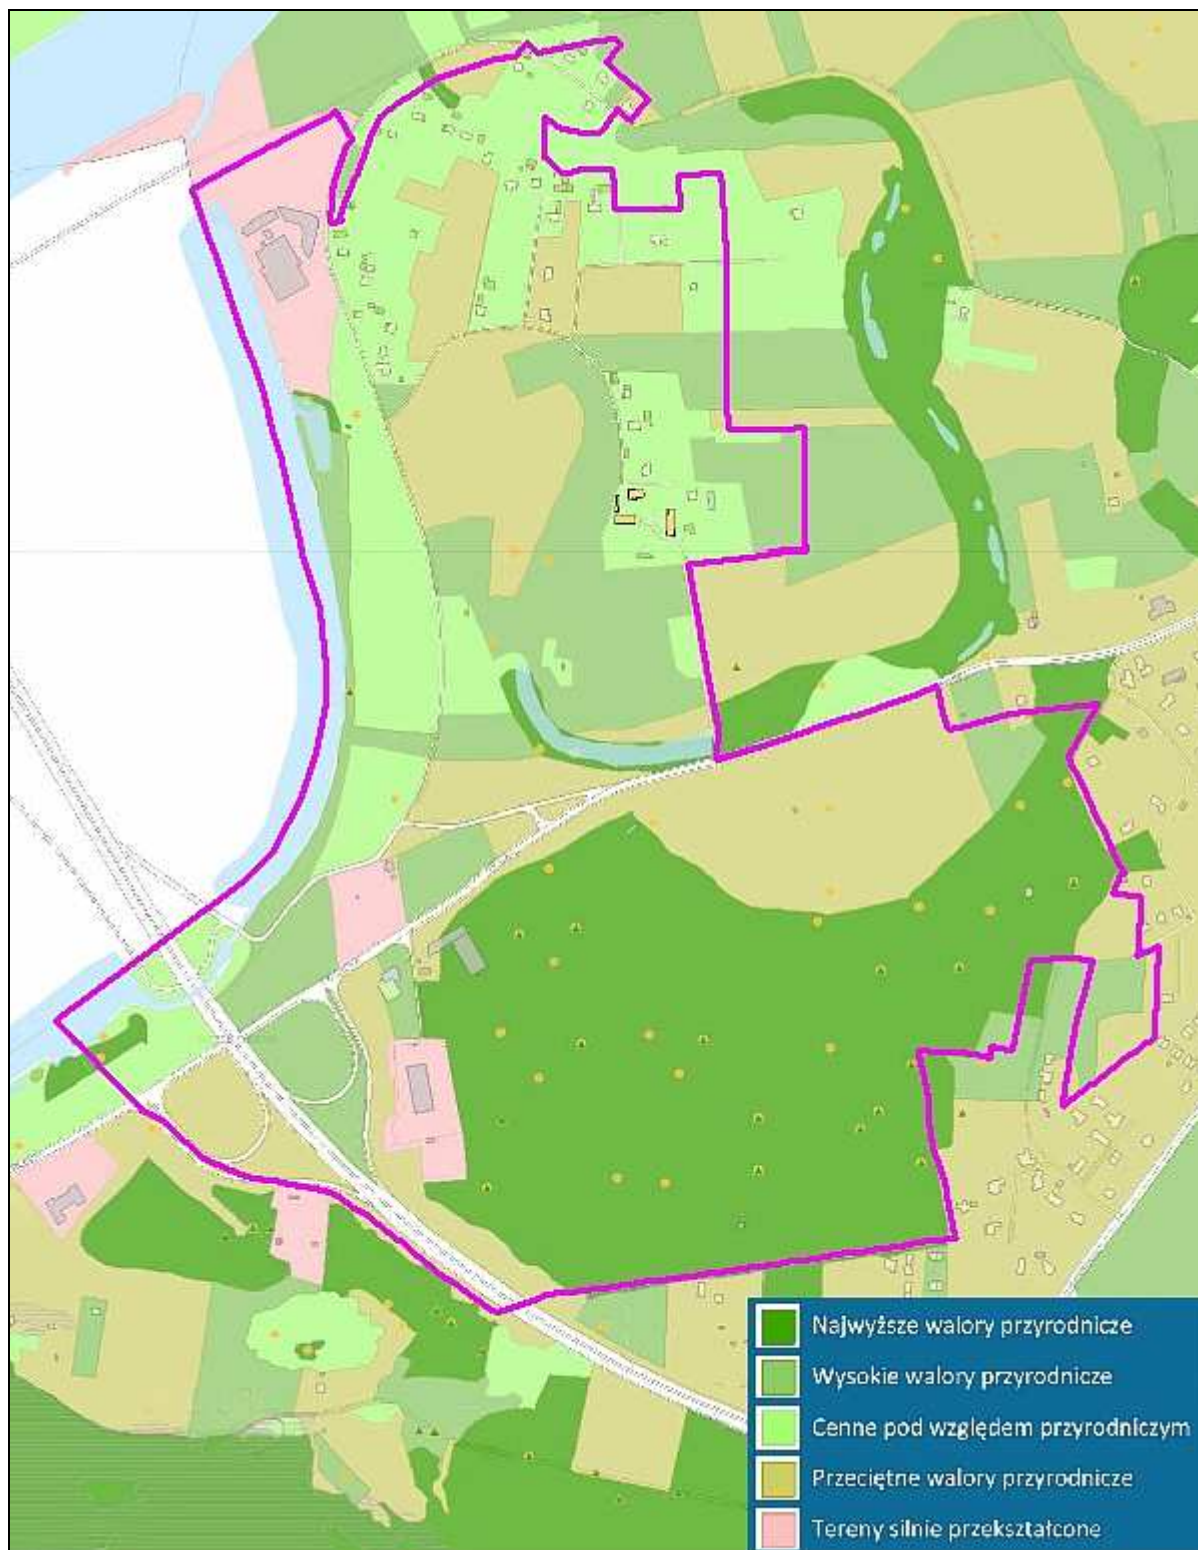 Najwyższe walory przyrodnicze
Wysokie walory przyrodnicze
Cenne pod względem przyrodniczym
Przeciętne walory przyrodnicze
Tereny silnie przekształcone